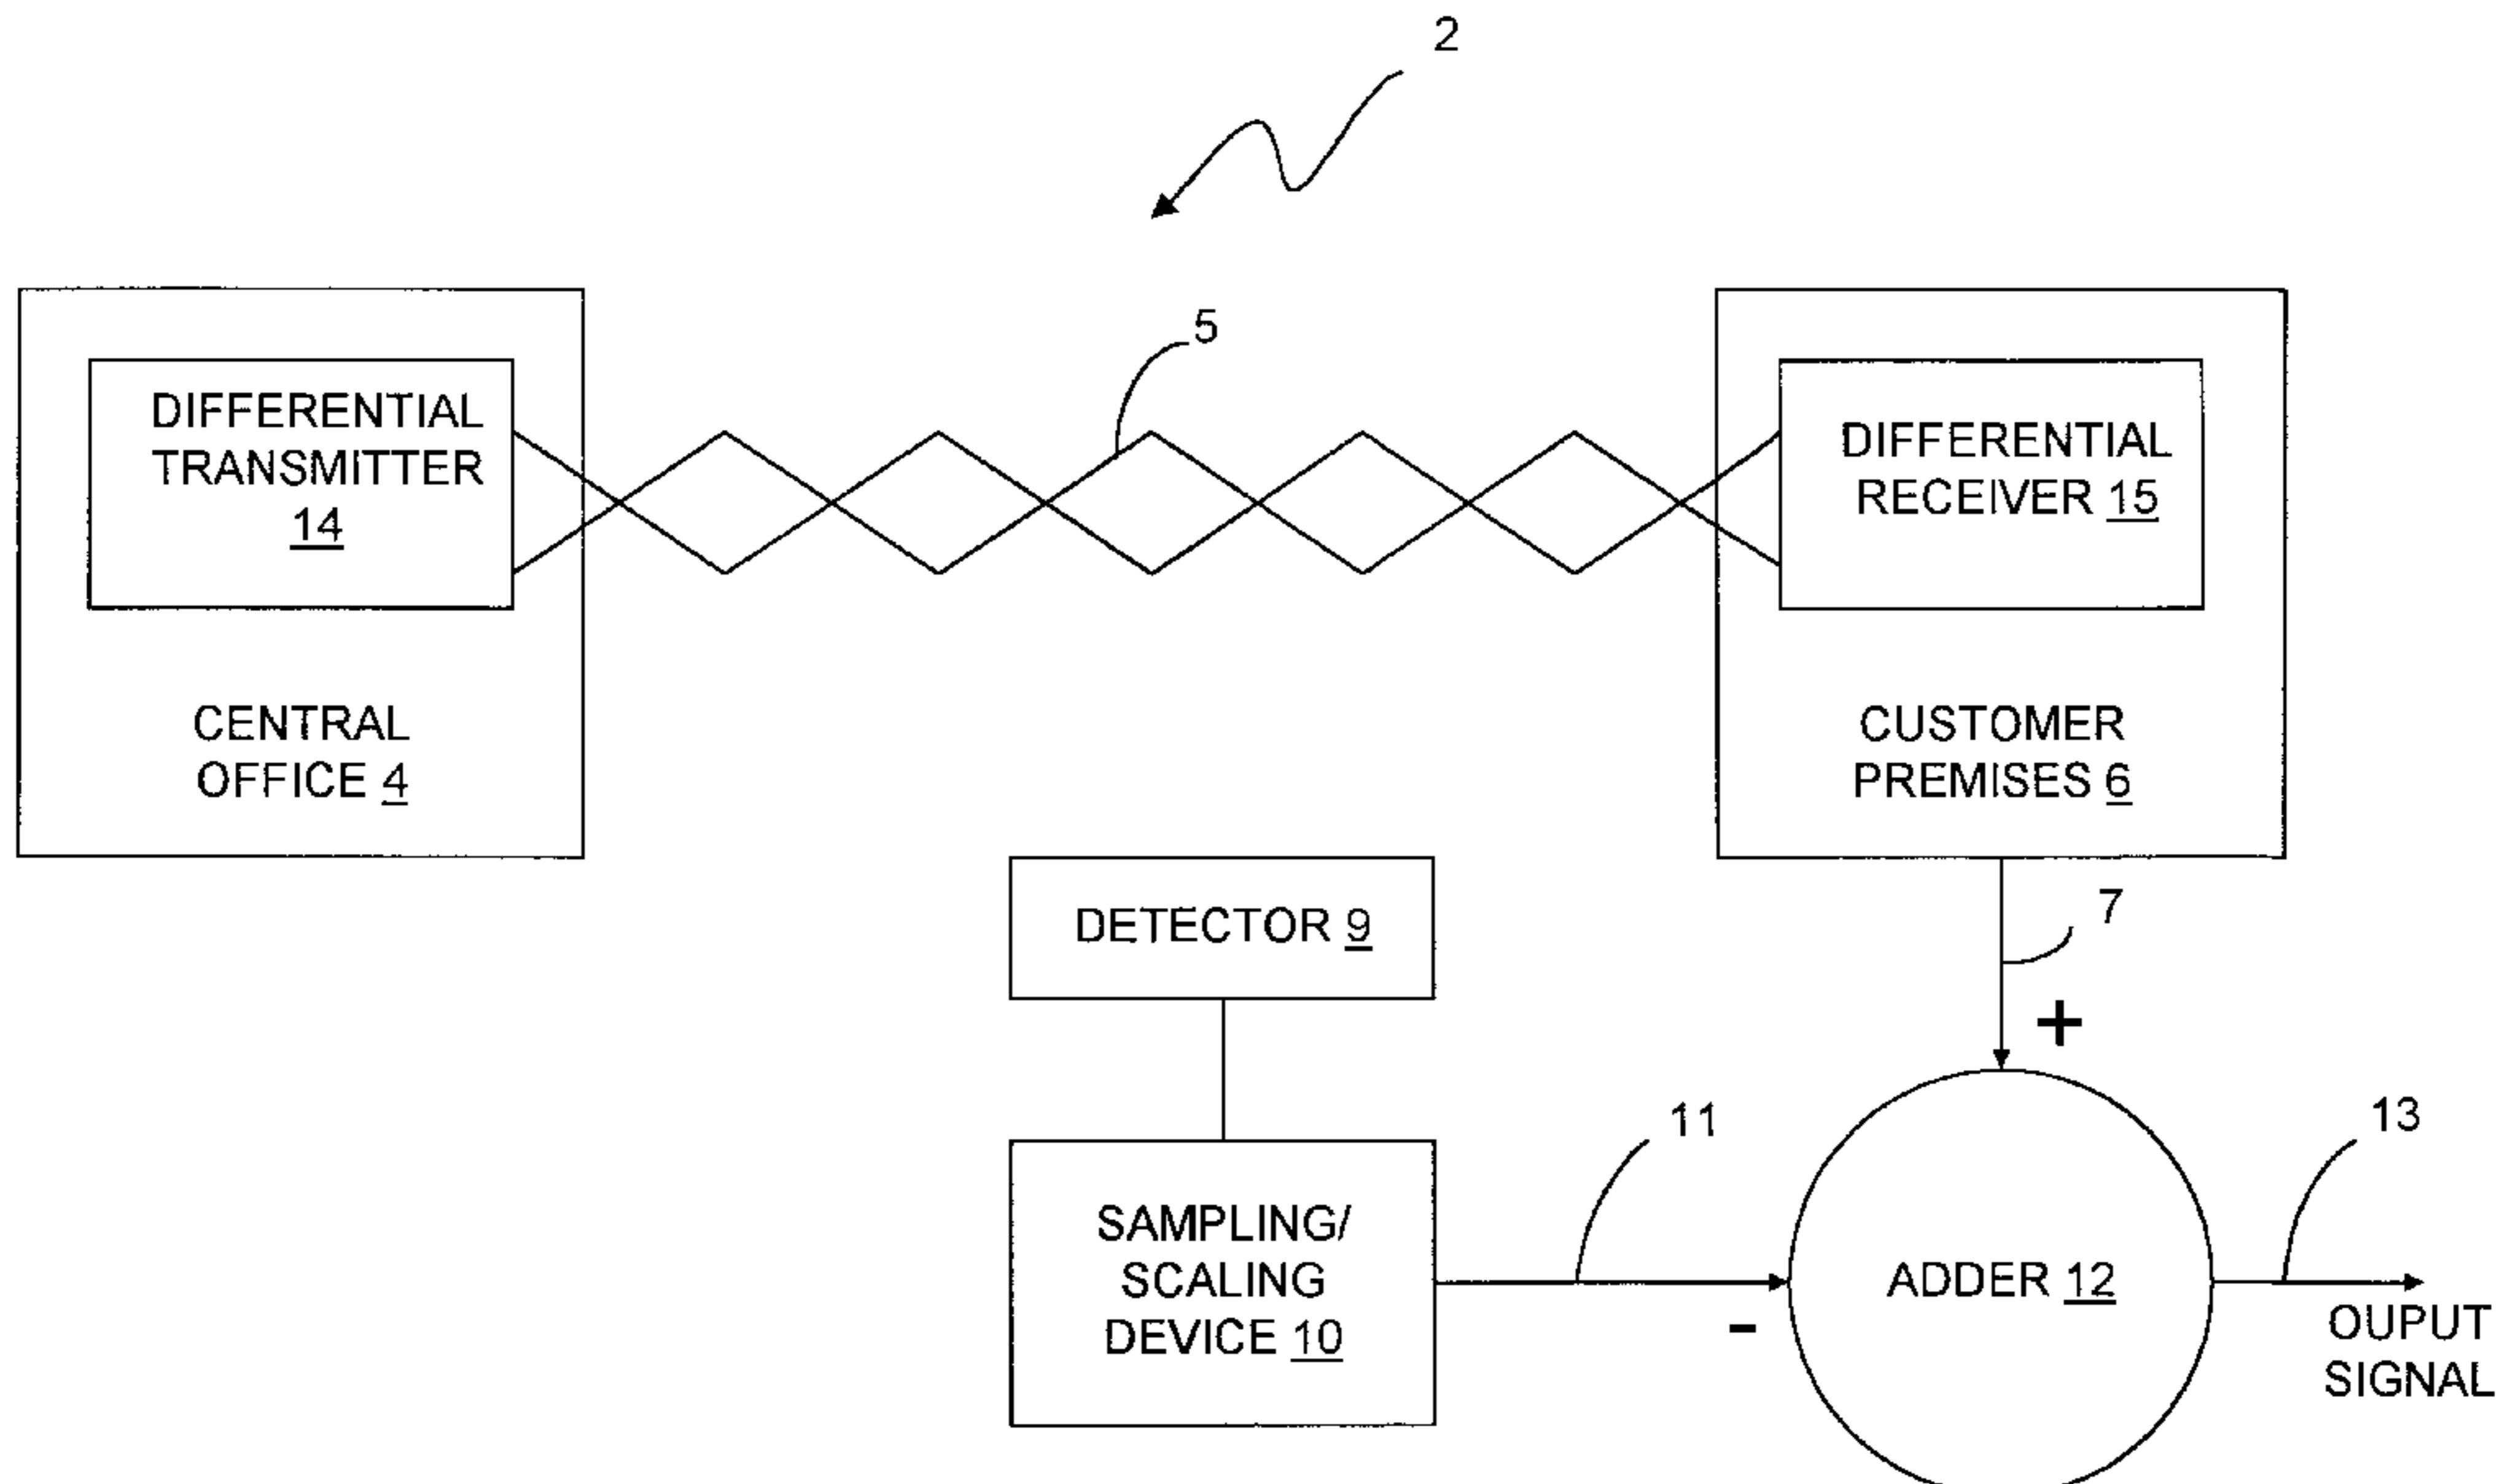 2
5
DIFFERENTIAL
TRANSMITTER
14
DIFFERENTIAL
RECEIVER 15
CENTRAL
OFFICE 4
CUSTOMER
PREMISES 6
DETECTOR 9
7
+
11
13
SAMPLING/
SCALING
DEVICE 10
-
ADDER 12
OUPUT
SIGNAL